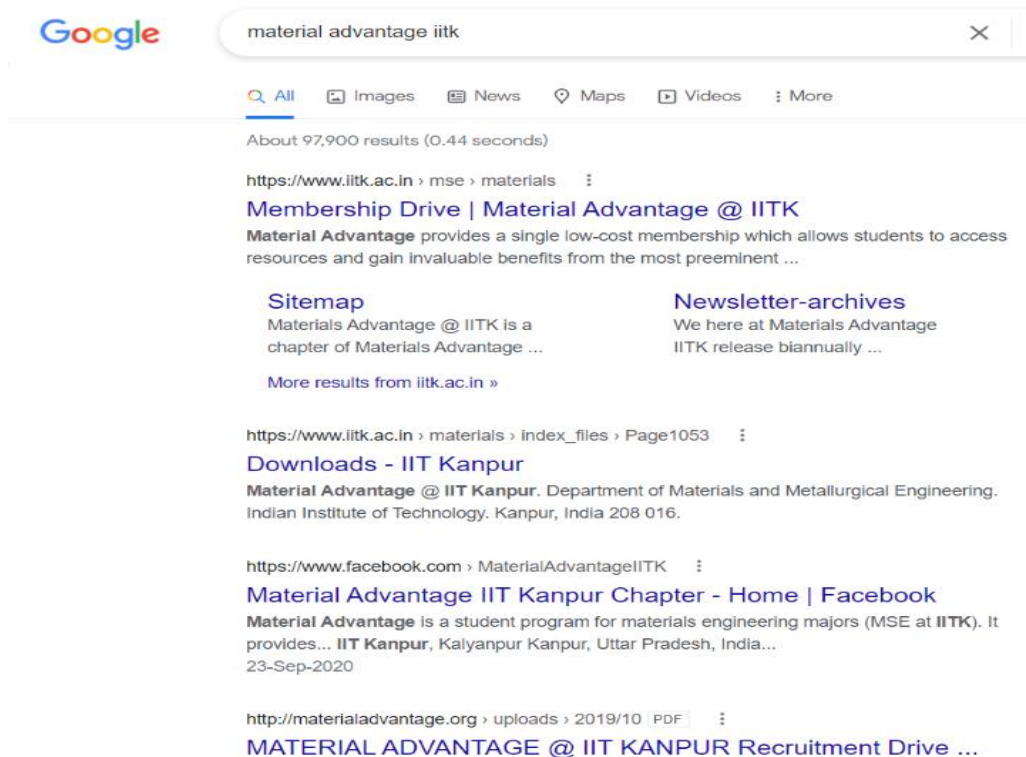 Google
material advantage iitk
All Images News Maps Videos More
About 97,900 results (0.44 seconds)
https://www.iitk.ac.in › mse › materials
Membership Drive | Material Advantage @ IITK
Material Advantage provides a single low-cost membership which allows students to access
resources and gain invaluable benefits from the most preeminent ...
Sitemap
Materials Advantage @ IITK is a
chapter of Materials Advantage ...
Newsletter-archives
We here at Materials Advantage
IITK release biannually ...
More results from iitk.ac.in »
https://www.iitk.ac.in › materials › index_files › Page1053
Downloads - IIT Kanpur
Material Advantage @ IIT Kanpur. Department of Materials and Metallurgical Engineering.
Indian Institute of Technology. Kanpur, India 208 016.
https://www.facebook.com › MaterialAdvantageIITK
Material Advantage IIT Kanpur Chapter - Home | Facebook
Material Advantage is a student program for materials engineering majors (MSE at IITK). It
provides... IIT Kanpur, Kalyanpur Kanpur, Uttar Pradesh, India...
23-Sep-2020
http://materialadvantage.org › uploads › 2019/10 PDF
MATERIAL ADVANTAGE @ IIT KANPUR Recruitment Drive ...